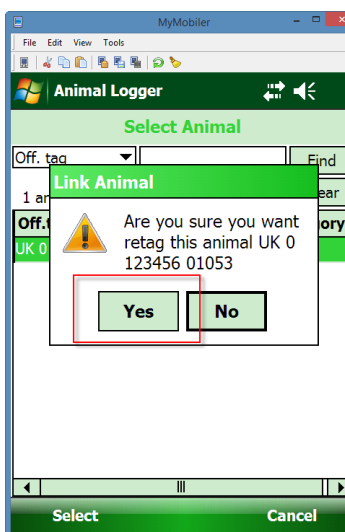 MyMobiler
File Edit View Tools
Animal Logger
Select Animal
Off. tag Find
Link Animal
1 an ear
Are you sure you want
retag this animal UK 0
123456 01053
Off.t ory
UK 0
Yes No
Select Cancel